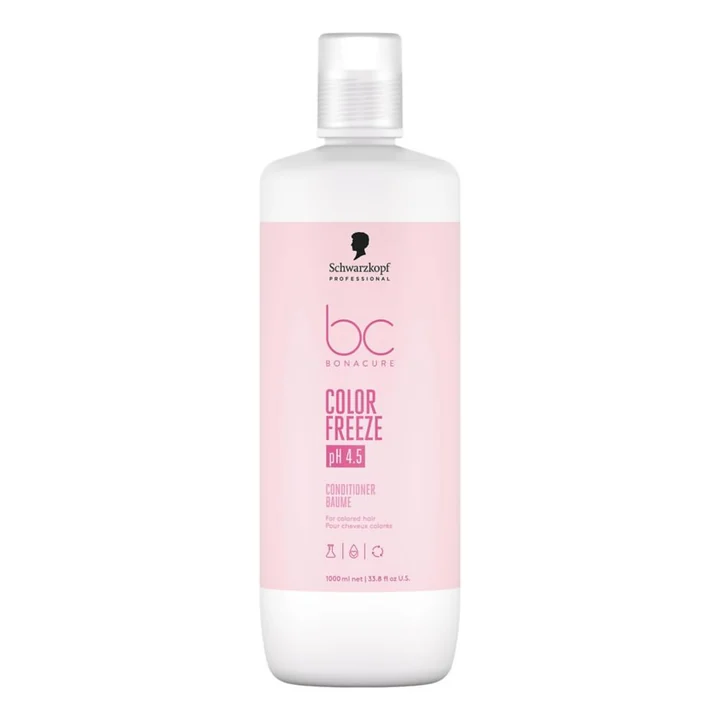 Schwarzkopf
PROFESSIONAL
bc
BONACURE
COLOR
FREEZE
pH 4.5
CONDITIONER
BAUME
For colored hair
Pour cheveux colorés
1000 ml net | 33.8 fl oz U.S.